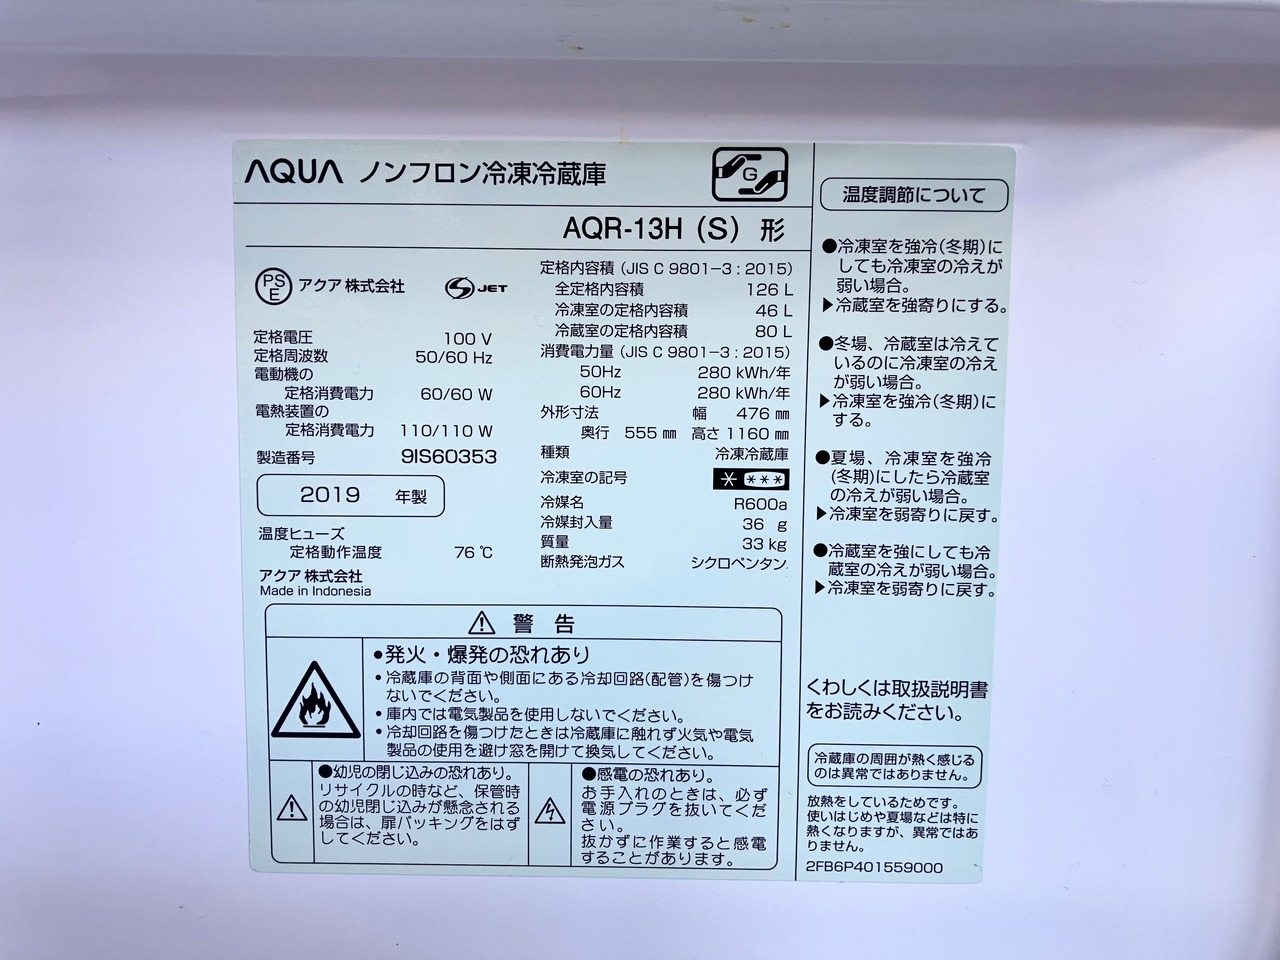 AQUA ノンフロン冷凍冷蔵庫
G
AQR-13H (S) 形
PS
E
アクア 株式会社
S JET
定格電圧 100 V
定格周波数 50/60 Hz
電動機の
定格消費電力 60/60 W
電熱装置の
定格消費電力 110/110 W
製造番号 9IS60353
2019 年製
温度ヒューズ
定格動作温度 76 ℃
アクア 株式会社
Made in Indonesia
定格内容積 (JIS C 9801-3 : 2015)
全定格内容積 126 L
冷凍室の定格内容積 46 L
冷蔵室の定格内容積 80 L
消費電力量 (JIS C 9801-3 : 2015)
50Hz 280 kWh/年
60Hz 280 kWh/年
外形寸法 幅 476 ㎜
奥行 555 ㎜ 高さ 1160 ㎜
種類 冷凍冷蔵庫
冷凍室の記号 * ***
冷媒名 R600a
冷媒封入量 36 g
質量 33 kg
断熱発泡ガス シクロペンタン
⚠ 警 告
•発火・爆発の恐れあり
•冷蔵庫の背面や側面にある冷却回路(配管)を傷つけ
ないでください。
•庫内では電気製品を使用しないでください。
•冷却回路を傷つけたときは冷蔵庫に触れず火気や電気
製品の使用を避け窓を開けて換気してください。
●幼児の閉じ込みの恐れあり。
リサイクルの時など、保管時
の幼児閉じ込みが懸念される
場合は、扉パッキングをはず
してください。
●感電の恐れあり。
お手入れのときは、必ず
電源プラグを抜いてくだ
さい。
抜かずに作業すると感電
することがあります。
温度調節について
●冷凍室を強冷(冬期)に
しても冷凍室の冷えが
弱い場合。
▶冷蔵室を強寄りにする。
●冬場、冷蔵室は冷えて
いるのに冷凍室の冷え
が弱い場合。
▶冷凍室を強冷(冬期)に
する。
●夏場、冷凍室を強冷
(冬期)にしたら冷蔵室
の冷えが弱い場合。
▶冷凍室を弱寄りに戻す。
●冷蔵室を強にしても冷
蔵室の冷えが弱い場合。
▶冷凍室を弱寄りに戻す。
くわしくは取扱説明書
をお読みください。
冷蔵庫の周囲が熱く感じる
のは異常ではありません。
放熱をしているためです。
使いはじめや夏場などは特に
熱くなりますが、異常ではあ
りません。
2FB6P401559000